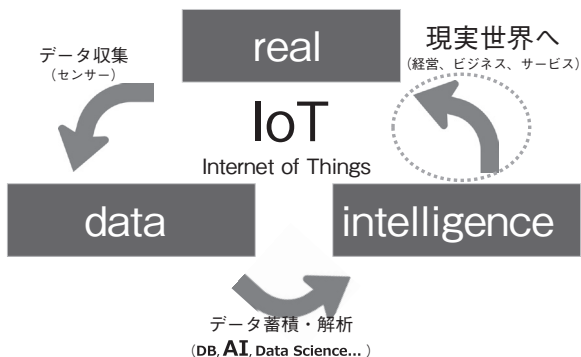 real
現実世界へ
(経営、ビジネス、サービス)
データ収集
(センサー)
IoT
Internet of Things
data
intelligence
データ蓄積・解析
(DB, AI, Data Science... )